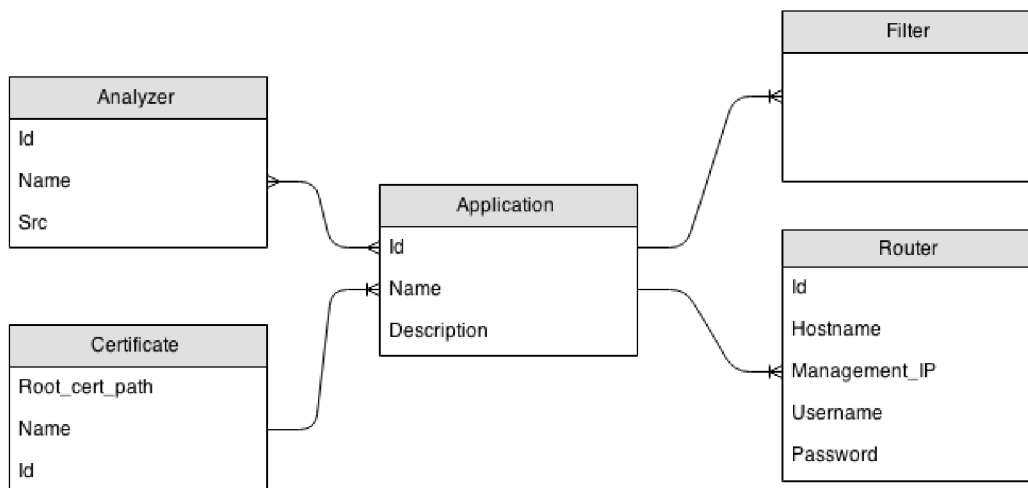 Analyzer
Id
Name
Src
Certificate
Root_cert_path
Name
Id
Application
Id
Name
Description
Filter
Router
Id
Hostname
Management_IP
Username
Password